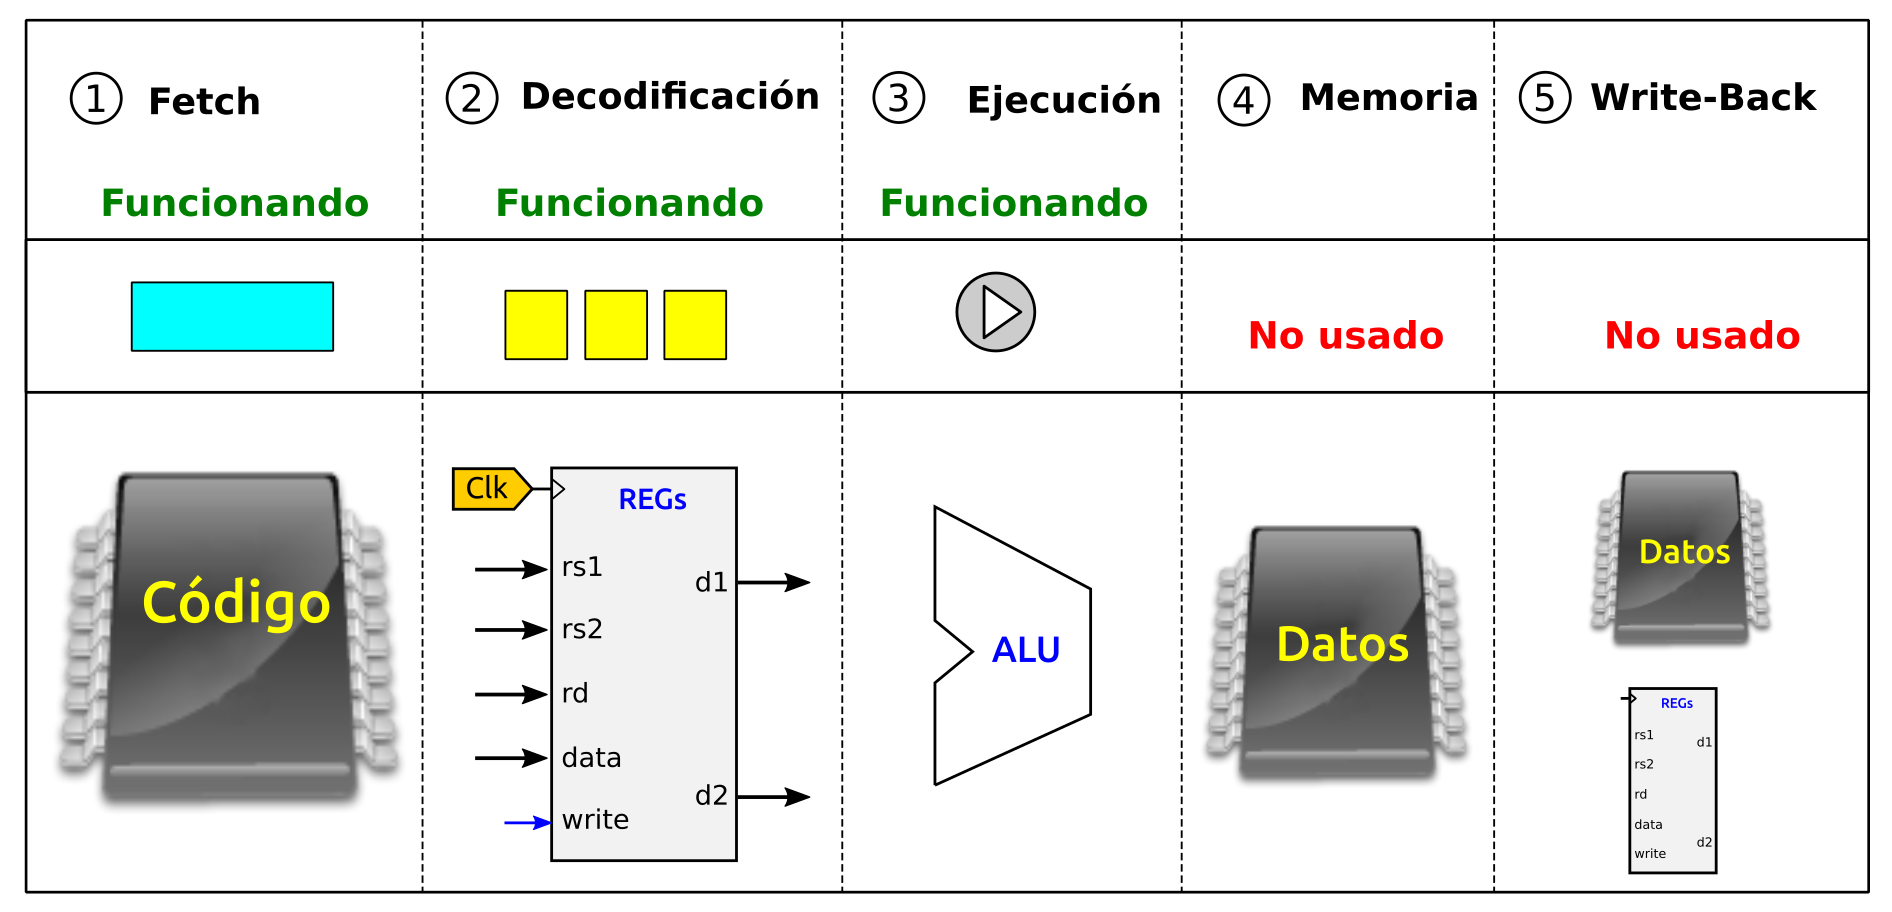 1 Fetch
2 Decodificación
3 Ejecución
4 Memoria
5 Write-Back
Funcionando
Funcionando
Funcionando
No usado
No usado
Código
Clk
REGs
rs1
rs2
rd
data
write
d1
d2
ALU
Datos
Datos
REGs
rs1
rs2
rd
data
write
d1
d2